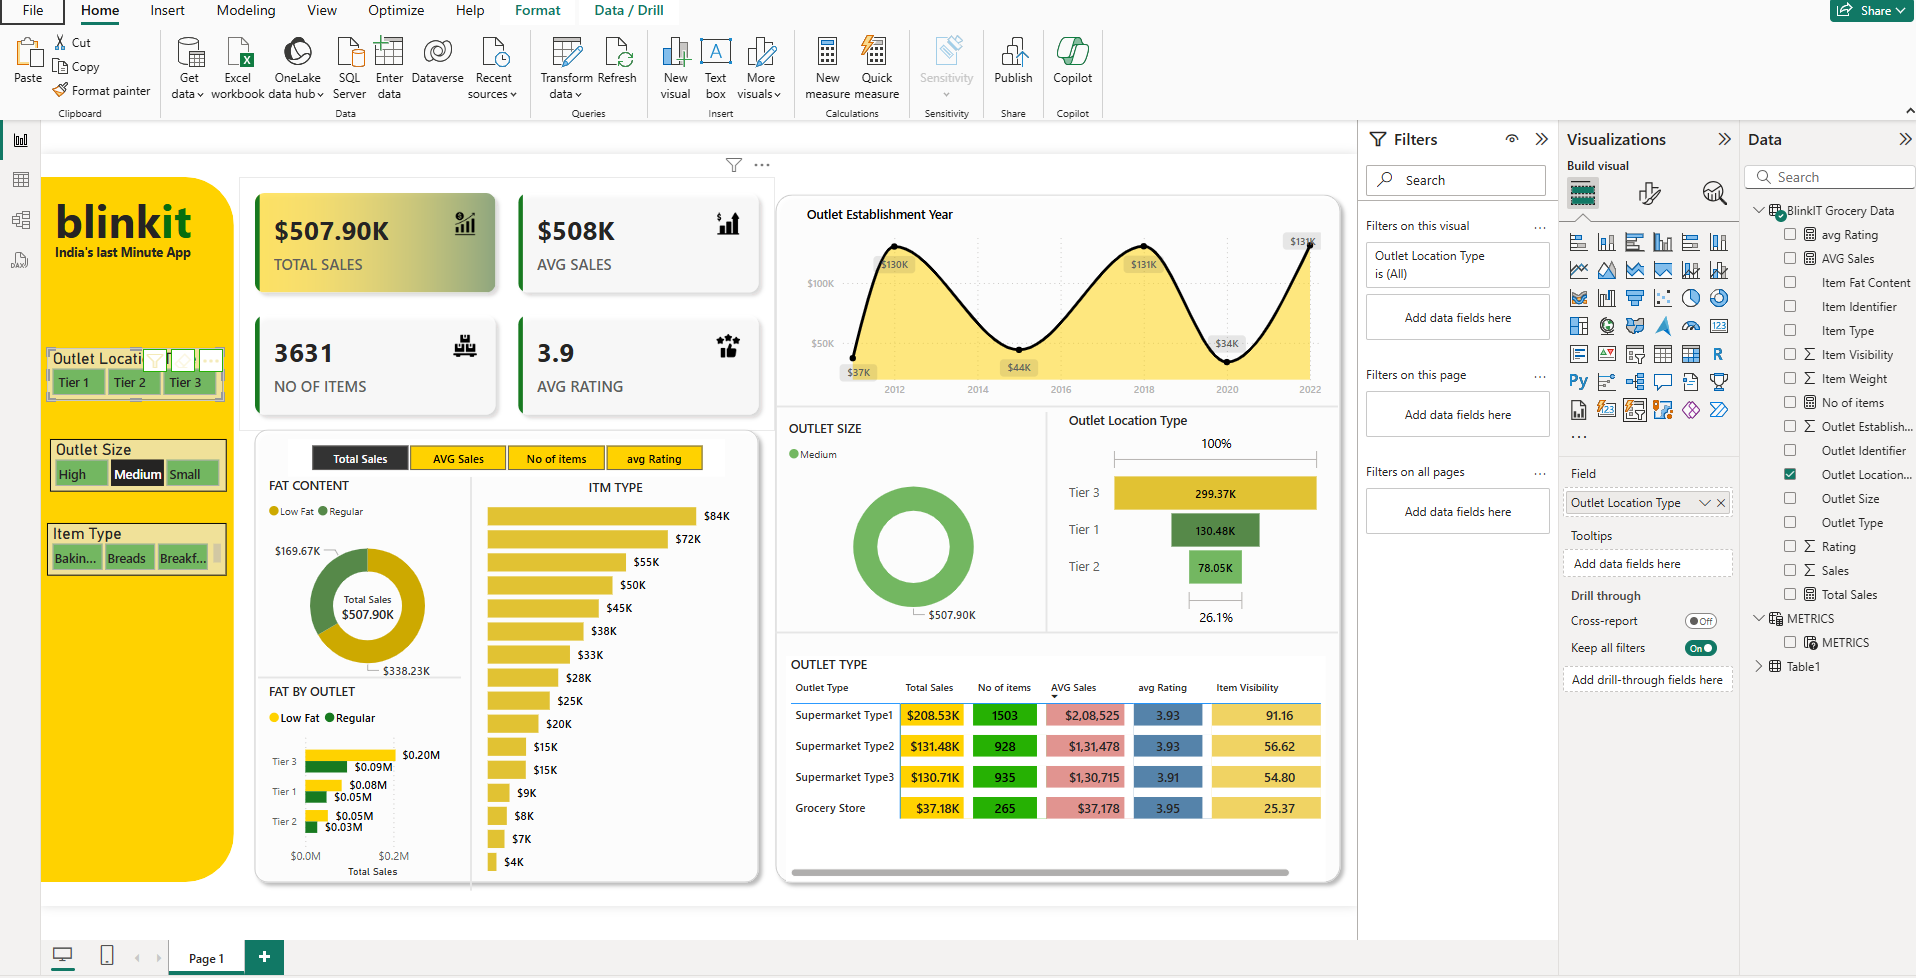 File Home Insert Modeling View Optimize Help Format Data / Drill Share
Paste Cut Copy Format painter
Clipboard
Get data Excel workbook OneLake data hub SQL Server Enter data Dataverse Recent sources
Data
Transform data Refresh
Queries
New visual Text box More visuals
Insert
New measure Quick measure
Calculations
Sensitivity
Sensitivity
Publish
Share
Copilot
Copilot
blinkit
India's last Minute App
Tier 1 Tier 2 Tier 3
Outlet Size
High Medium Small
Item Type
Bakin... Breads Breakf...
$507.90K
TOTAL SALES
$508K
AVG SALES
3631
NO OF ITEMS
3.9
AVG RATING
Total Sales AVG Sales No of items avg Rating
FAT CONTENT
Low Fat Regular
$169.67K
Total Sales
$507.90K
$338.23K
FAT BY OUTLET
Low Fat Regular
Tier 3 $0.20M
$0.09M
Tier 1 $0.08M
$0.05M
Tier 2 $0.05M
$0.03M
$0.0M $0.2M
Total Sales
ITM TYPE
$84K
$72K
$55K
$50K
$45K
$38K
$33K
$28K
$25K
$20K
$15K
$15K
$9K
$8K
$7K
$4K
Outlet Establishment Year
$100K
$50K
$37K $130K $44K $131K $34K $131K
2012 2014 2016 2018 2020 2022
OUTLET SIZE
Medium
$507.90K
Outlet Location Type
100%
Tier 3 299.37K
Tier 1 130.48K
Tier 2 78.05K
26.1%
OUTLET TYPE
Outlet Type Total Sales No of items AVG Sales avg Rating Item Visibility
Supermarket Type1 $208.53K 1503 $2,08,525 3.93 91.16
Supermarket Type2 $131.48K 928 $1,31,478 3.93 56.62
Supermarket Type3 $130.71K 935 $1,30,715 3.91 54.80
Grocery Store $37.18K 265 $37,178 3.95 25.37
Page 1
Filters
Search
Filters on this visual
Outlet Location Type
is (All)
Add data fields here
Filters on this page
Add data fields here
Filters on all pages
Add data fields here
Visualizations
Build visual
123
R
Py
123
Field
Outlet Location Type
Tooltips
Add data fields here
Drill through
Cross-report Off
Keep all filters On
Add drill-through fields here
Data
Search
BlinkIT Grocery Data
avg Rating
AVG Sales
Item Fat Content
Item Identifier
Item Type
Item Visibility
Item Weight
No of items
Outlet Establish...
Outlet Identifier
Outlet Location...
Outlet Size
Outlet Type
Rating
Sales
Total Sales
METRICS
METRICS
Table1